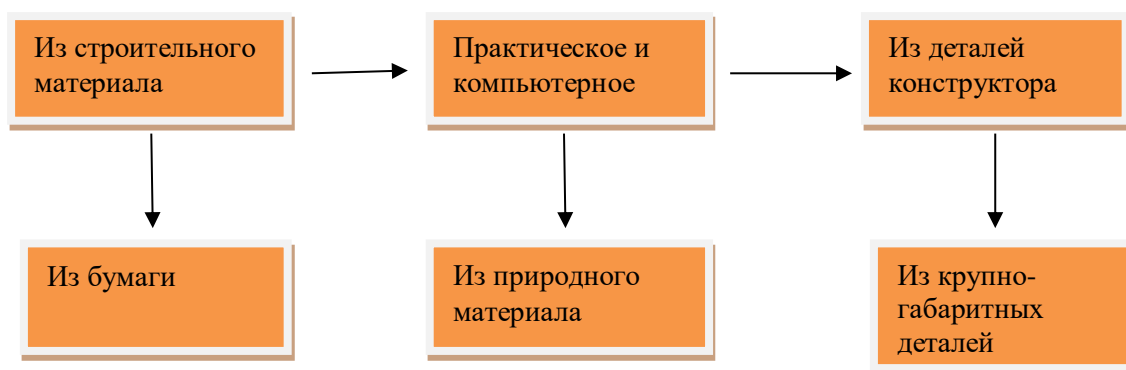 Из строительного
материала
Практическое и
компьютерное
Из деталей
конструктора
Из бумаги
Из природного
материала
Из крупно-
габаритных
деталей